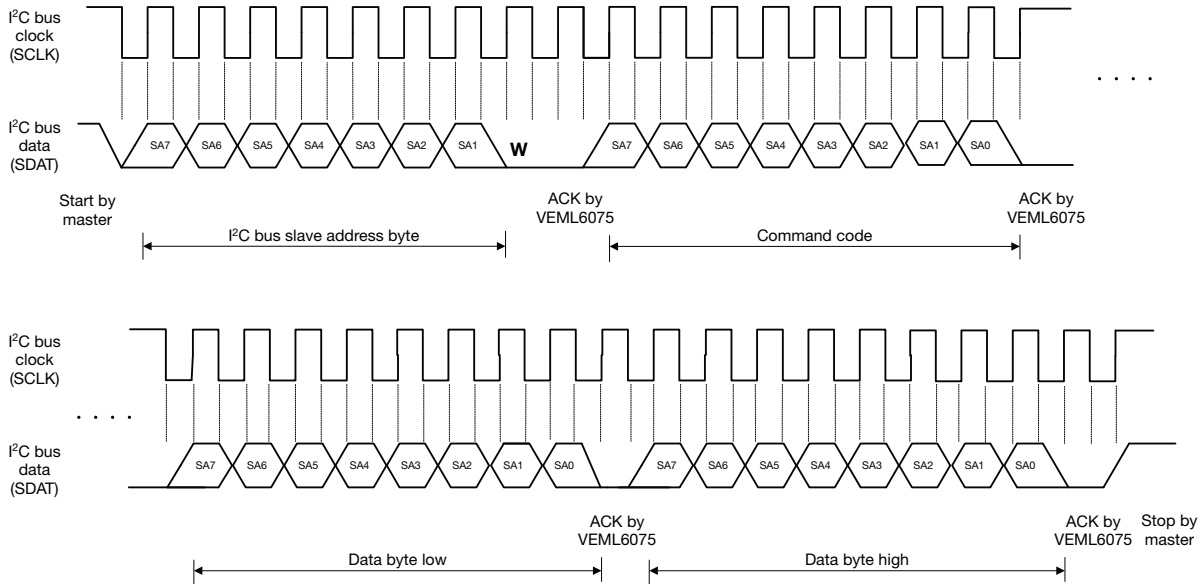 I²C bus
clock
(SCLK)
. . . .
I²C bus
data
(SDAT)
SA7 SA6 SA5 SA4 SA3 SA2 SA1 W SA7 SA6 SA5 SA4 SA3 SA2 SA1 SA0
Start by
master
ACK by
VEML6075
ACK by
VEML6075
I²C bus slave address byte
Command code
I²C bus
clock
(SCLK)
. . . .
I²C bus
data
(SDAT)
SA7 SA6 SA5 SA4 SA3 SA2 SA1 SA0 SA7 SA6 SA5 SA4 SA3 SA2 SA1 SA0
ACK by
VEML6075
ACK by
VEML6075
Stop by
master
Data byte low
Data byte high